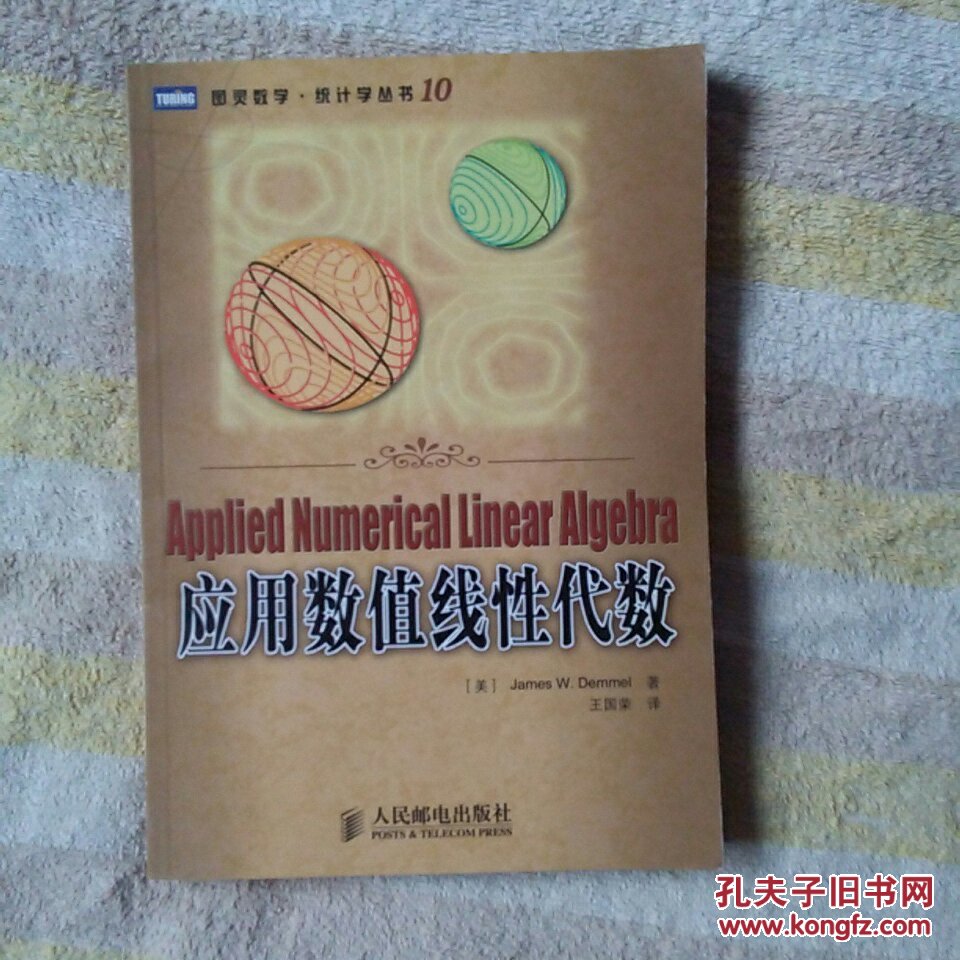 TURING 图灵数学·统计学丛书10
Applied Numerical Linear Algebra
应用数值线性代数
[美] James W. Demmel 著
王国荣 译
人民邮电出版社
POSTS & TELECOM PRESS
孔夫子旧书网
www.kongfz.com